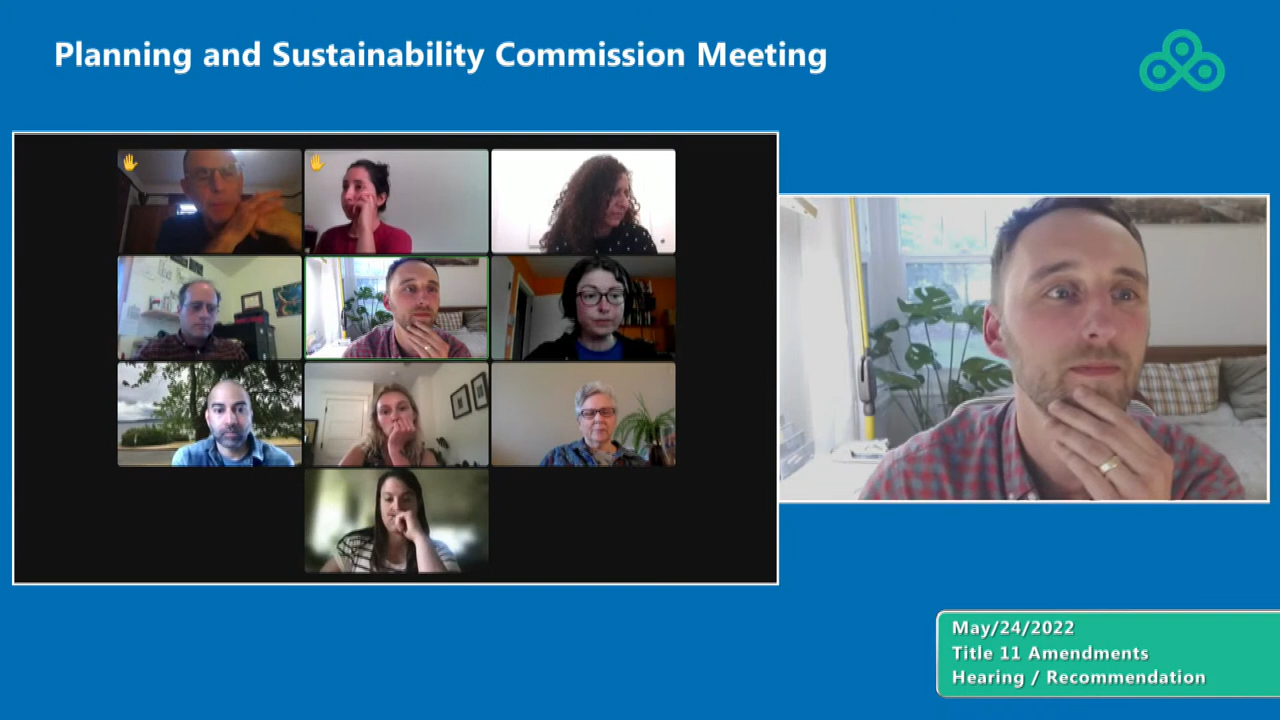 Planning and Sustainability Commission Meeting
May/24/2022
Title 11 Amendments
Hearing / Recommendation